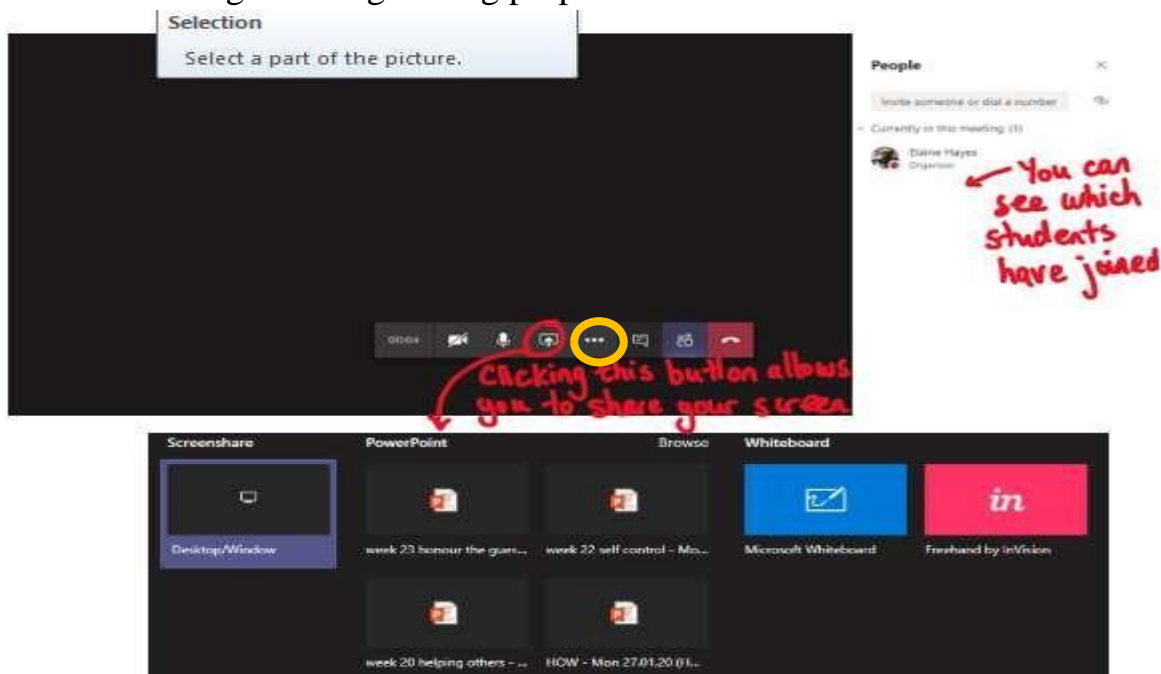 Selection
Select a part of the picture.
People
Invite someone or dial a number
Currently in this meeting (1)
Elaine Hayes
Organiser
You can
see which
students
have joined
Clicking this button allows
you to share your screen
Screenshare
PowerPoint
Browse
Whiteboard
in
Desktop/Window
week 23 honour the gues...
week 22 self control - Mo...
Microsoft Whiteboard
Freehand by InVision
week 20 helping others - ...
HOW - Mon 27.01.20 (H...